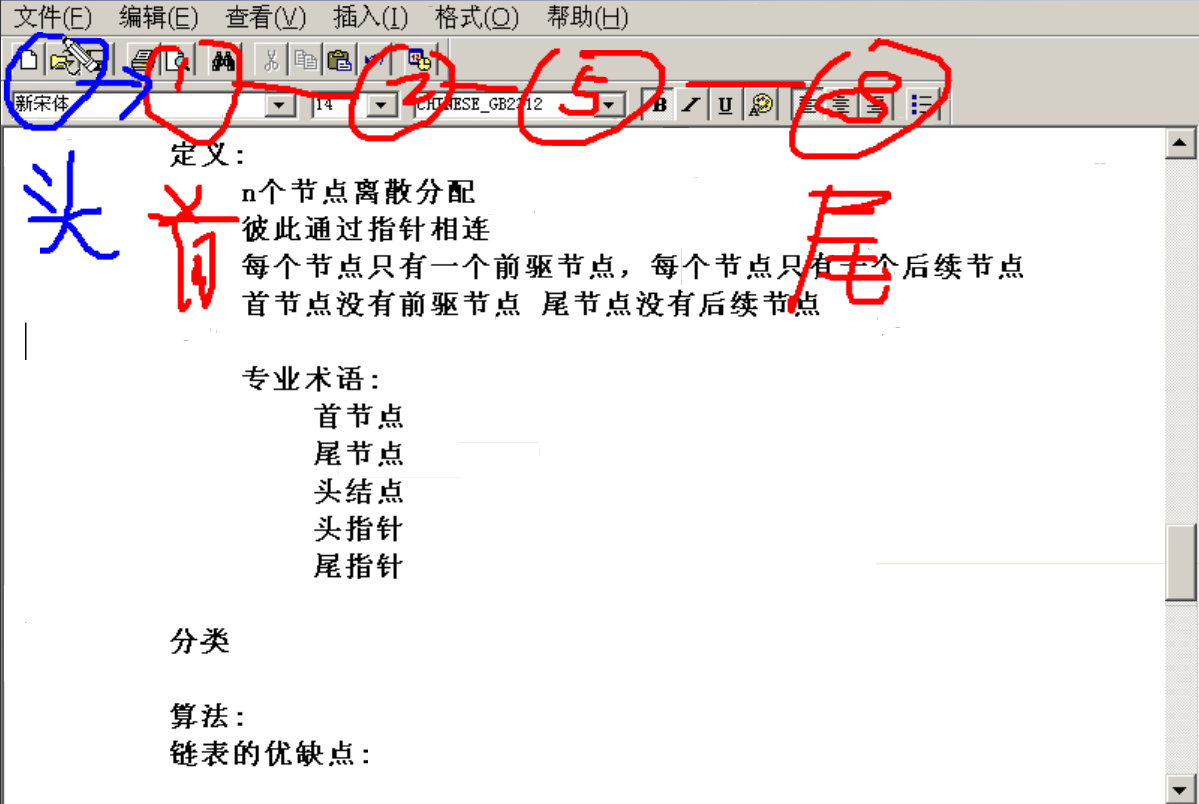 文件(F) 编辑(E) 查看(V) 插入(I) 格式(O) 帮助(H)
新宋体 14 CHINESE_GB2312 B I U
1 3 5 8
头 首 尾
定义：
n个节点离散分配
彼此通过指针相连
每个节点只有一个前驱节点，每个节点只有一个后续节点
首节点没有前驱节点 尾节点没有后续节点
专业术语：
首节点
尾节点
头结点
头指针
尾指针
分类
算法：
链表的优缺点：